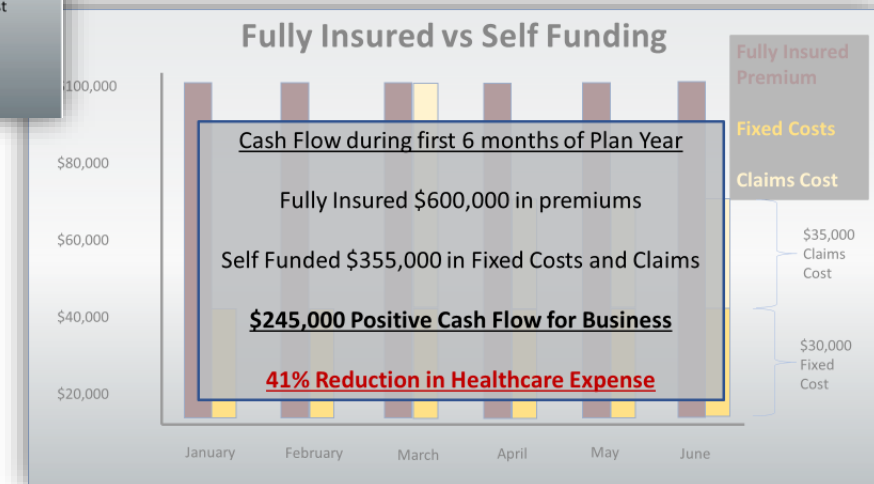 st
Fully Insured vs Self Funding
Fully Insured
Premium
Fixed Costs
Claims Cost
$100,000
$80,000
$60,000
$40,000
$20,000
Cash Flow during first 6 months of Plan Year
Fully Insured $600,000 in premiums
Self Funded $355,000 in Fixed Costs and Claims
$245,000 Positive Cash Flow for Business
41% Reduction in Healthcare Expense
$35,000
Claims
Cost
$30,000
Fixed
Cost
January
February
March
April
May
June